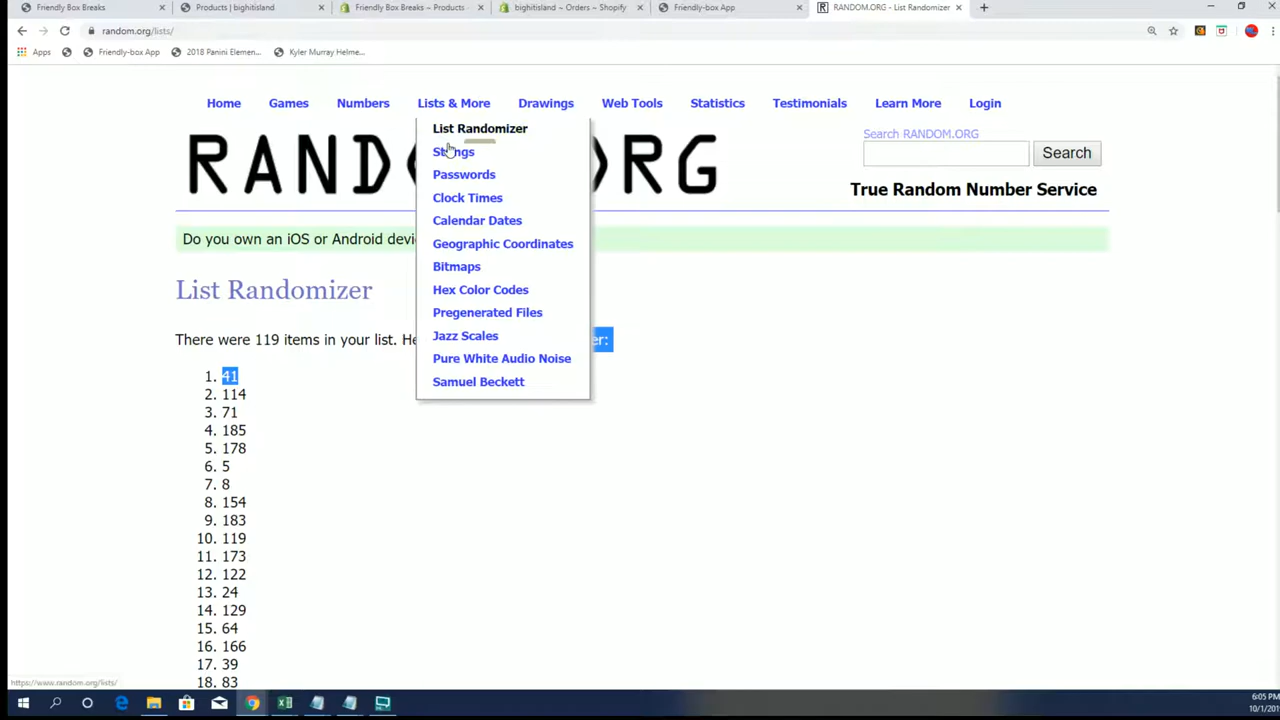 Friendly Box Breaks
Products | bighitisland
Friendly Box Breaks ~ Products
bighitisland ~ Orders ~ Shopify
Friendly-box App
RANDOM.ORG - List Randomizer
random.org/lists/
Apps
Friendly-box App
2018 Panini Elemen...
Kyler Murray Helme...
Home
Games
Numbers
Lists & More
Drawings
Web Tools
Statistics
Testimonials
Learn More
Login
List Randomizer
Strings
Passwords
Clock Times
Calendar Dates
Geographic Coordinates
Bitmaps
Hex Color Codes
Pregenerated Files
Jazz Scales
Pure White Audio Noise
Samuel Beckett
Search RANDOM.ORG
Search
True Random Number Service
Do you own an iOS or Android devi
List Randomizer
There were 119 items in your list. He er:
1. 41
2. 114
3. 71
4. 185
5. 178
6. 5
7. 8
8. 154
9. 183
10. 119
11. 173
12. 122
13. 24
14. 129
15. 64
16. 166
17. 39
18. 83
https://www.random.org/lists/
6:05 PM